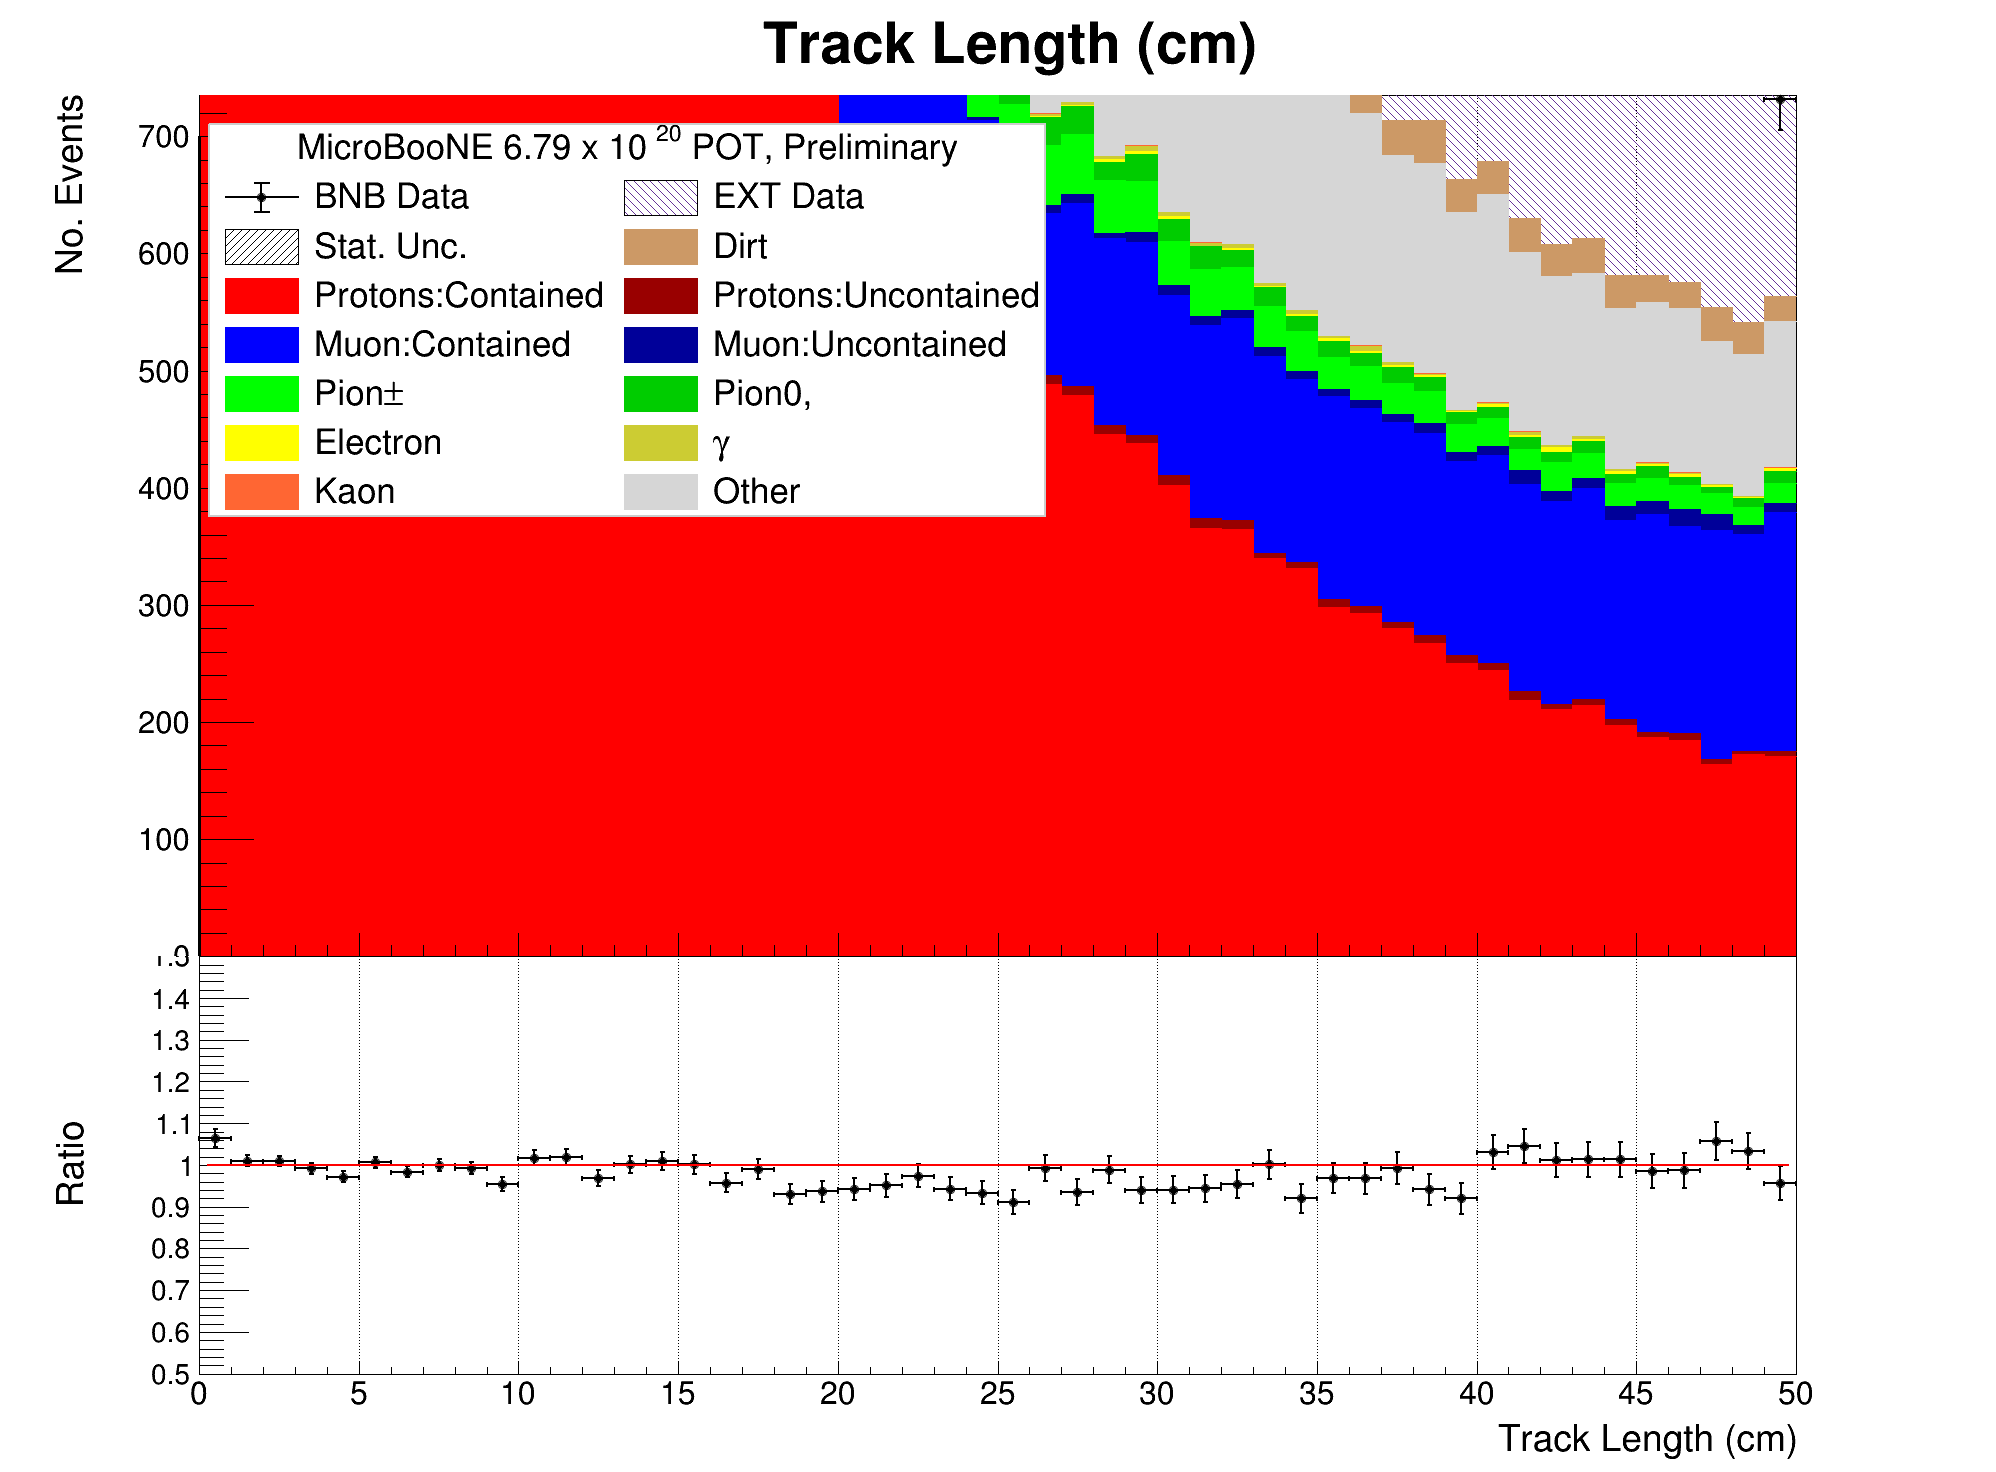 Track Length (cm)
No. Events
700
600
500
400
300
200
100
0
MicroBooNE 6.79 x 10 20 POT, Preliminary
BNB Data EXT Data
Stat. Unc. Dirt
Protons:Contained Protons:Uncontained
Muon:Contained Muon:Uncontained
Pion± Pion0,
Electron γ
Kaon Other
Ratio
1.5
1.4
1.3
1.2
1.1
1
0.9
0.8
0.7
0.6
0.5
0 5 10 15 20 25 30 35 40 45 50
Track Length (cm)